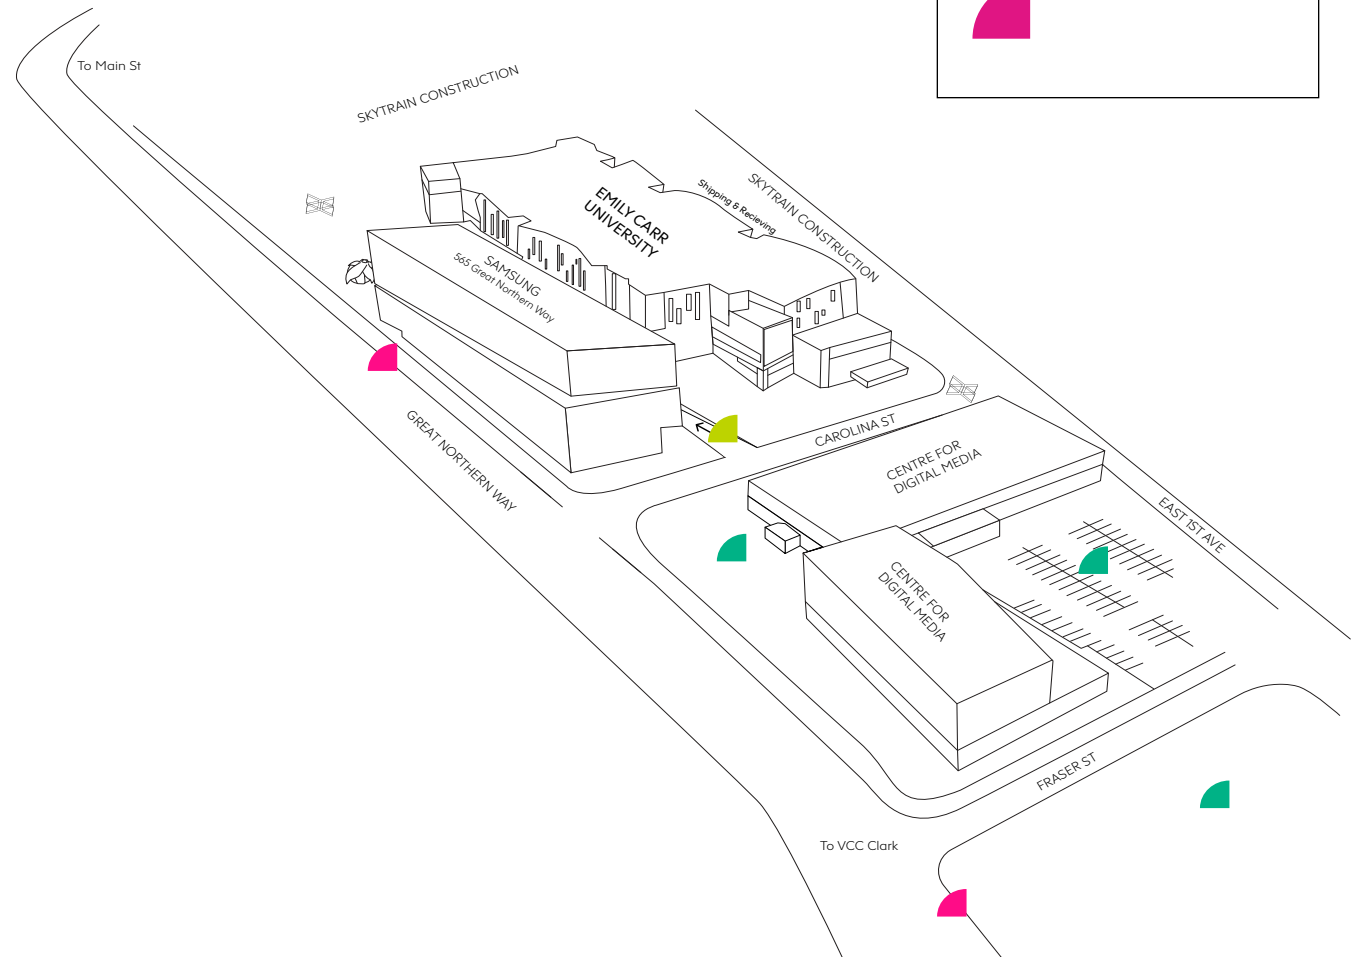 To Main St
SKYTRAIN CONSTRUCTION
SKYTRAIN CONSTRUCTION
Shipping & Recieving
EMILY CARR
UNIVERSITY
SAMSUNG
565 Great Northern Way
GREAT NORTHERN WAY
CAROLINA ST
CENTRE FOR
DIGITAL MEDIA
EAST 1ST AVE
CENTRE FOR
DIGITAL MEDIA
FRASER ST
To VCC Clark